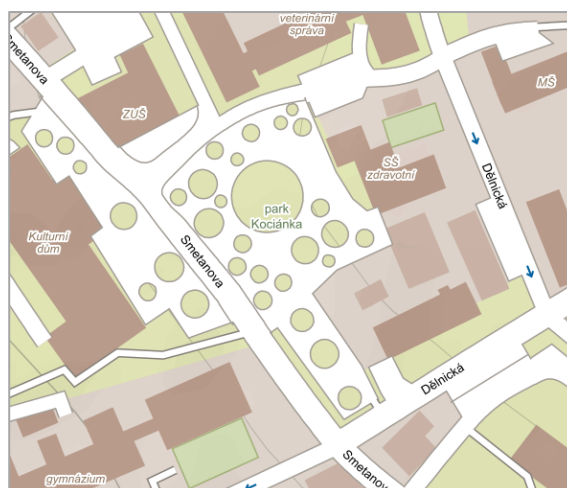 veterinární
správa
Smetanova
ZUŠ
MŠ
SŠ
zdravotní
Dělnická
park
Kociánka
Kulturní
dům
Smetanova
Dělnická
Smetanova
gymnázium